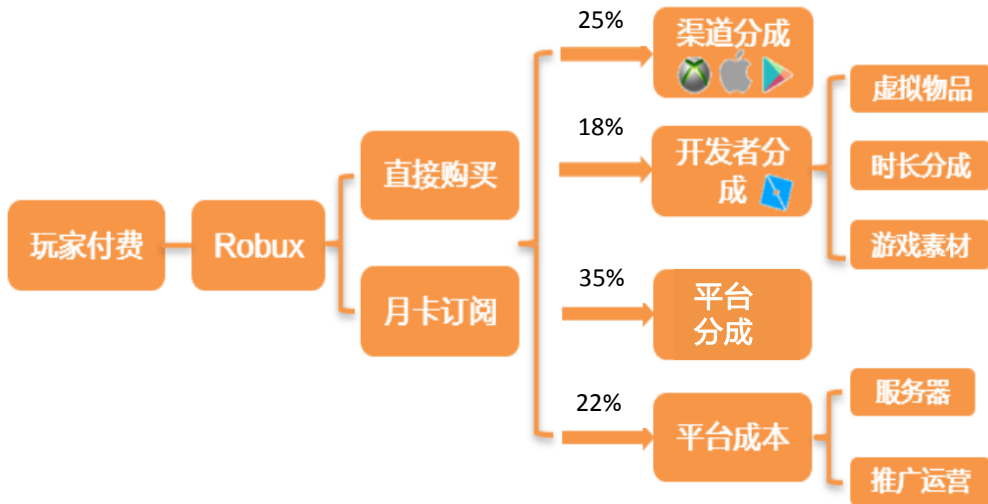 玩家付费
Robux
直接购买
月卡订阅
25%
渠道分成
18%
开发者分
成
35%
平台
分成
22%
平台成本
虚拟物品
时长分成
游戏素材
服务器
推广运营